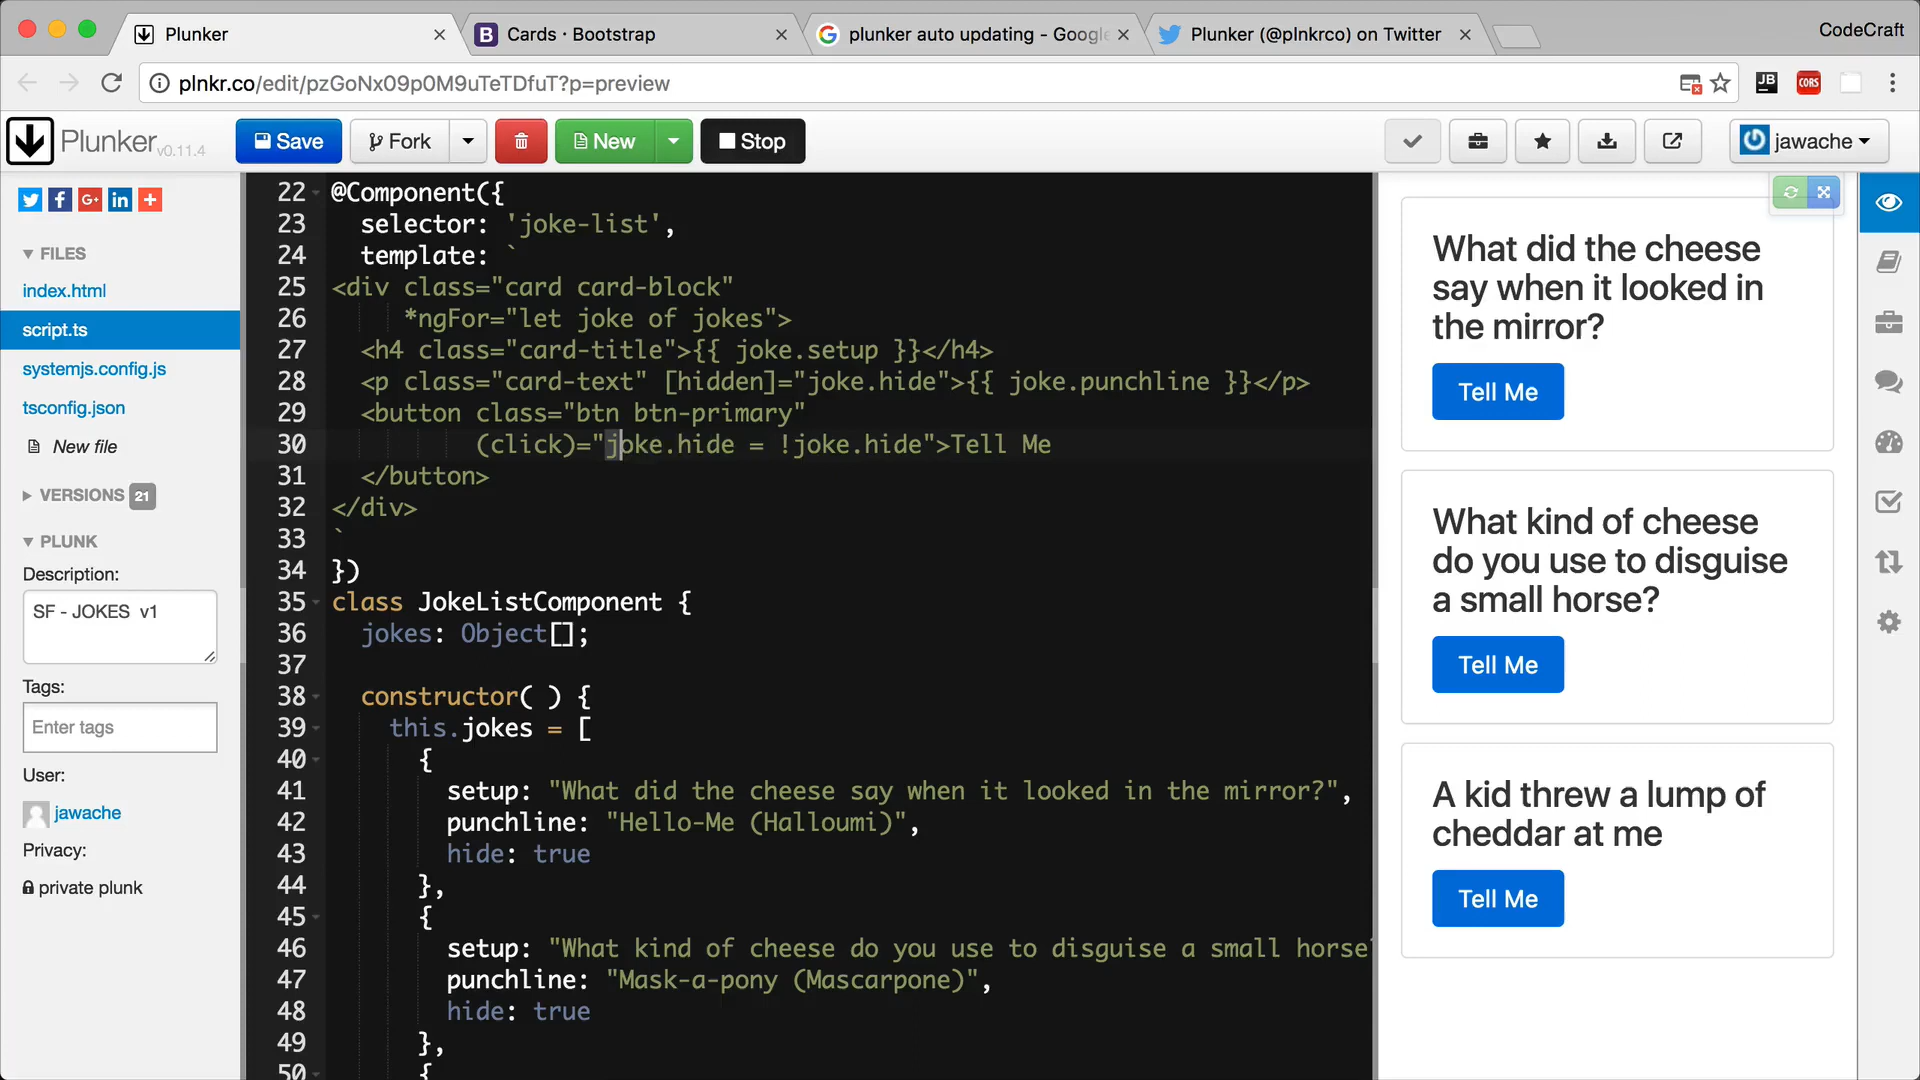 Plunker
Cards · Bootstrap
plunker auto updating - Google
Plunker (@plnkrco) on Twitter
CodeCraft
plnkr.co/edit/pzGoNx09p0M9uTeTDfuT?p=preview
JB
CORS
Plunker v0.11.4
Save
Fork
New
Stop
jawache
FILES
index.html
script.ts
systemjs.config.js
tsconfig.json
New file
VERSIONS 21
PLUNK
Description:
SF - JOKES v1
Tags:
Enter tags
User:
jawache
Privacy:
private plunk
22 @Component({
23 selector: 'joke-list',
24 template: `
25 <div class="card card-block"
26 *ngFor="let joke of jokes">
27 <h4 class="card-title">{{ joke.setup }}</h4>
28 <p class="card-text" [hidden]="joke.hide">{{ joke.punchline }}</p>
29 <button class="btn btn-primary"
30 (click)="joke.hide = !joke.hide">Tell Me
31 </button>
32 </div>
33 `
34 })
35 class JokeListComponent {
36 jokes: Object[];
37
38 constructor( ) {
39 this.jokes = [
40 {
41 setup: "What did the cheese say when it looked in the mirror?",
42 punchline: "Hello-Me (Halloumi)",
43 hide: true
44 },
45 {
46 setup: "What kind of cheese do you use to disguise a small horse?
47 punchline: "Mask-a-pony (Mascarpone)",
48 hide: true
49 },
50 {
What did the cheese
say when it looked in
the mirror?
Tell Me
What kind of cheese
do you use to disguise
a small horse?
Tell Me
A kid threw a lump of
cheddar at me
Tell Me